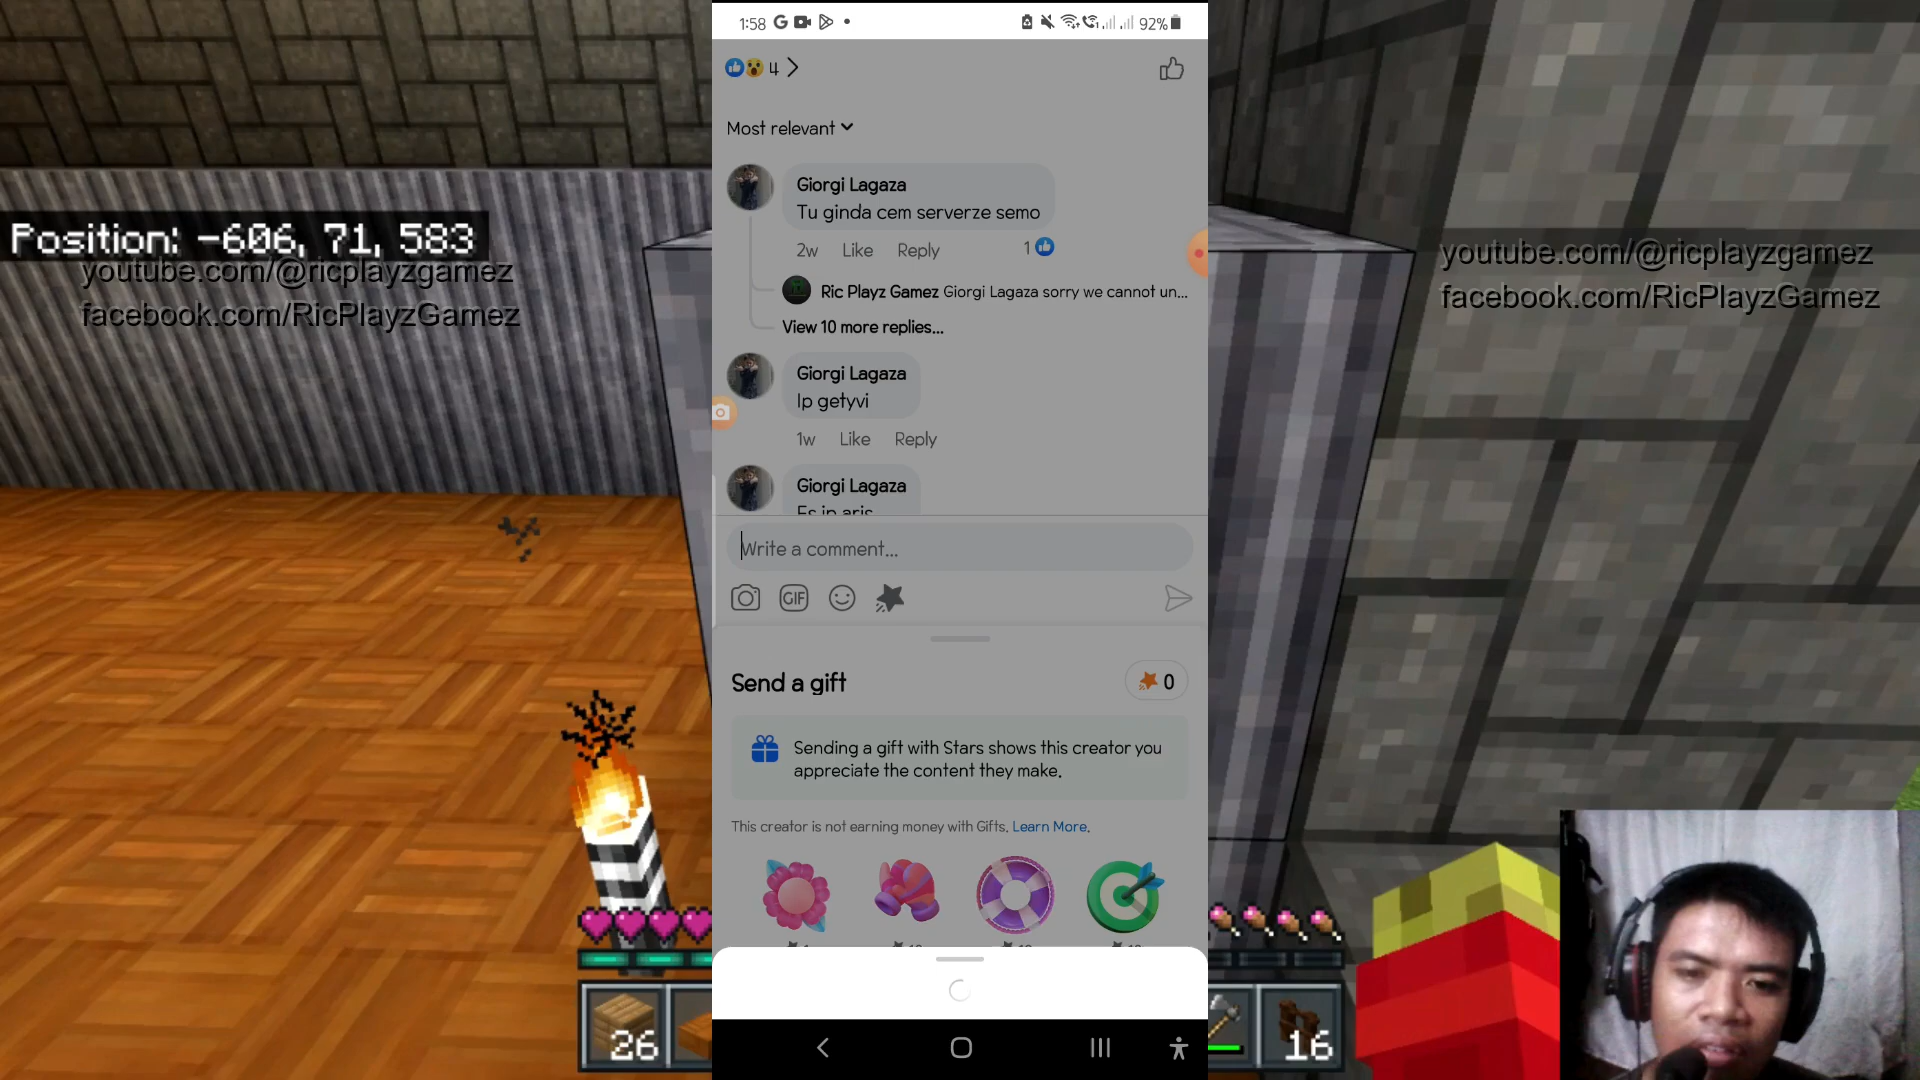 1:58
92%
4
Most relevant
Giorgi Lagaza
Tu ginda cem serverze semo
2w Like Reply 1
Ric Playz Gamez Giorgi Lagaza sorry we cannot un...
View 10 more replies...
Giorgi Lagaza
Ip getyvi
1w Like Reply
Giorgi Lagaza
Es ip aris
Write a comment...
GIF
Send a gift
0
Sending a gift with Stars shows this creator you
appreciate the content they make.
This creator is not earning money with Gifts. Learn More.
Position: -606, 71, 583
youtube.com/@ricplayzgamez
facebook.com/RicPlayzGamez
youtube.com/@ricplayzgamez
facebook.com/RicPlayzGamez
26
16